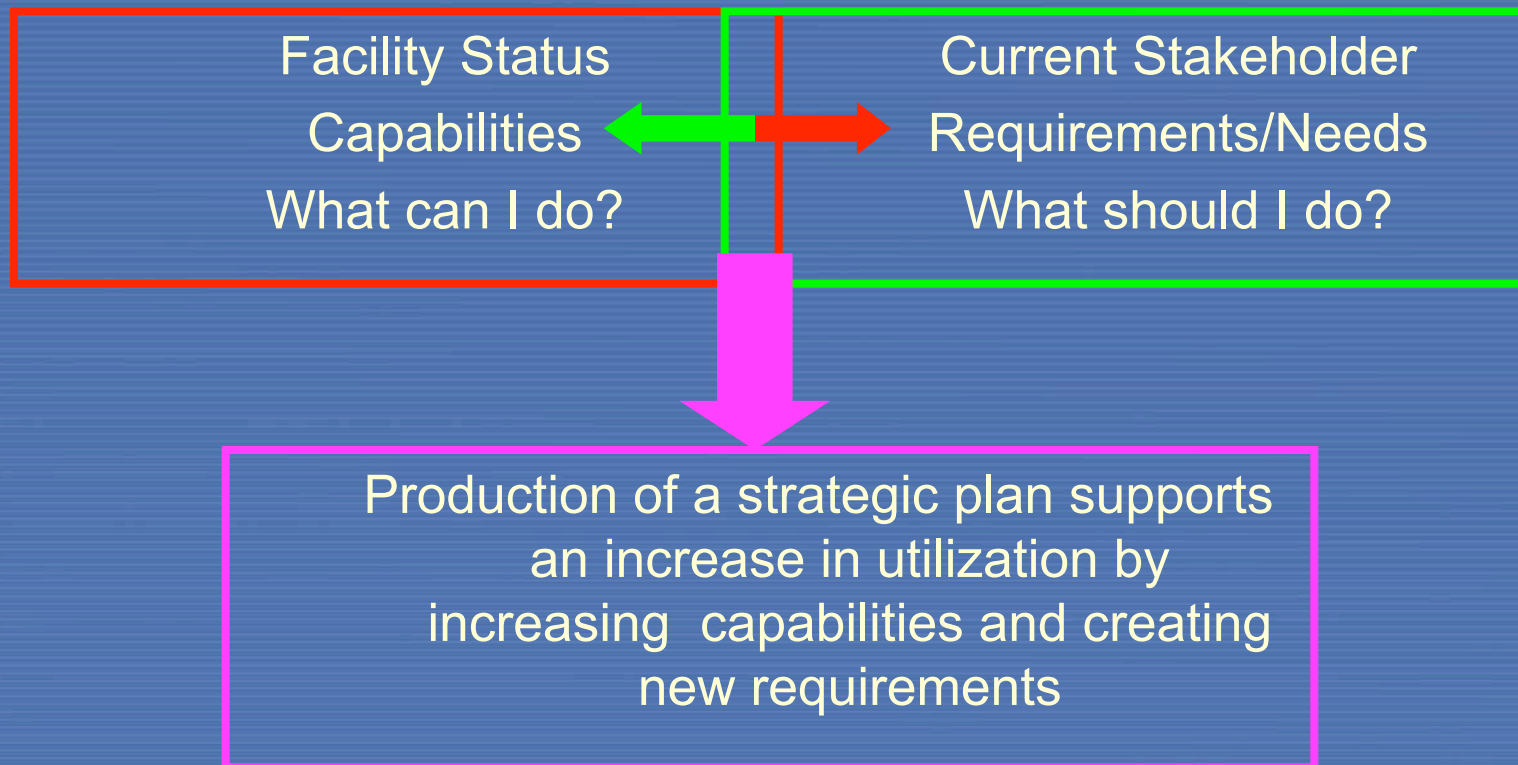 Facility Status
Capabilities
What can I do?
Current Stakeholder
Requirements/Needs
What should I do?
Production of a strategic plan supports
an increase in utilization by
increasing  capabilities and creating
new requirements